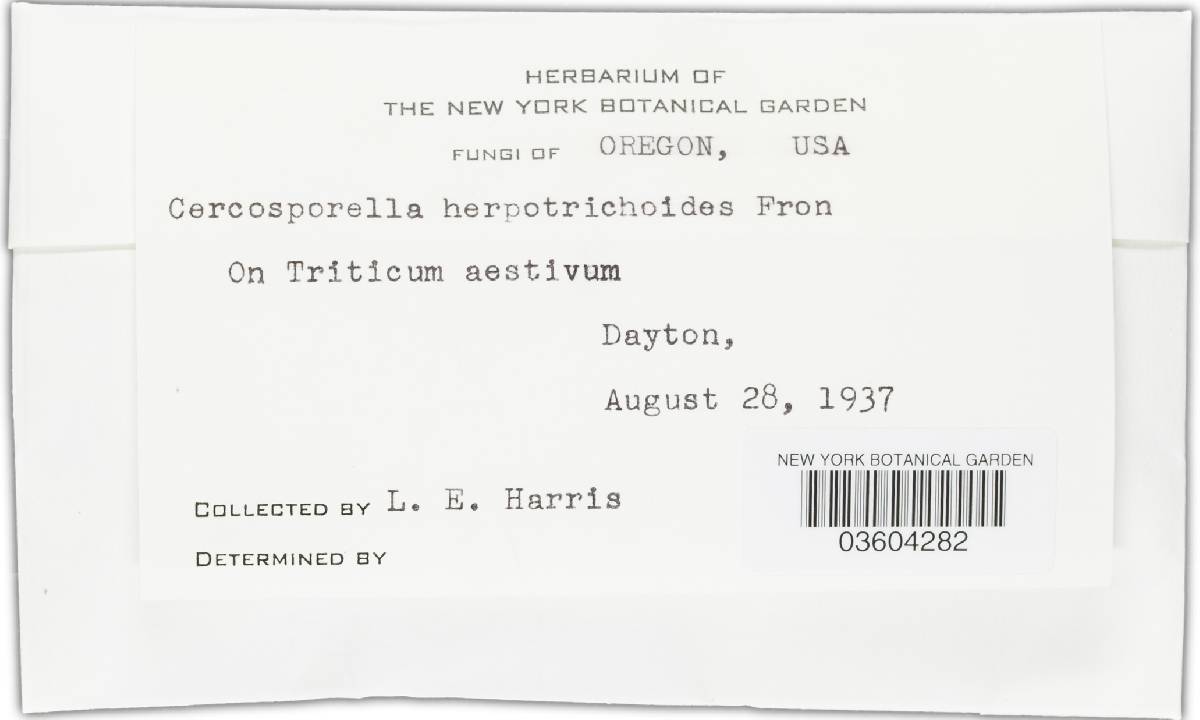 HERBARIUM OF
THE NEW YORK BOTANICAL GARDEN
FUNGI OF OREGON, USA
Cercosporella herpotrichoides Fron
On Triticum aestivum
Dayton,
August 28, 1937
NEW YORK BOTANICAL GARDEN
03604282
COLLECTED BY L. E. Harris
DETERMINED BY